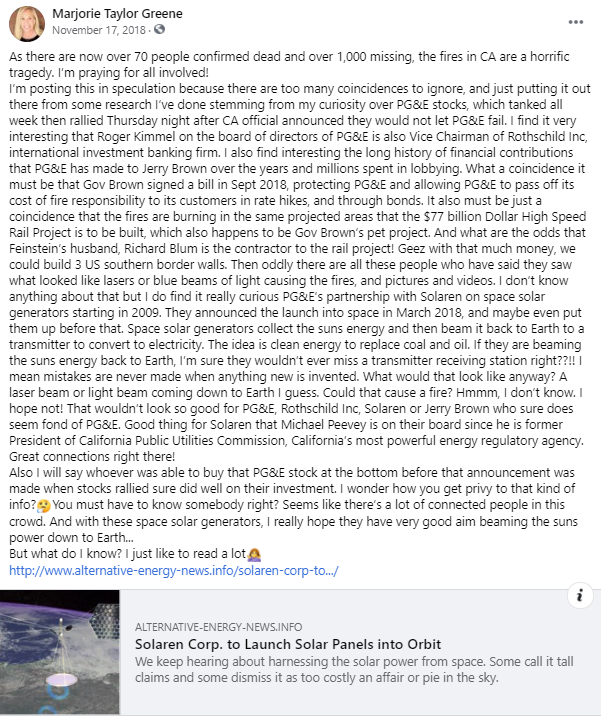 Marjorie Taylor Greene
November 17, 2018 ·
As there are now over 70 people confirmed dead and over 1,000 missing, the fires in CA are a horrific
tragedy. I'm praying for all involved!
I'm posting this in speculation because there are too many coincidences to ignore, and just putting it out
there from some research I've done stemming from my curiosity over PG&E stocks, which tanked all
week then rallied Thursday night after CA official announced they would not let PG&E fail. I find it very
interesting that Roger Kimmel on the board of directors of PG&E is also Vice Chairman of Rothschild Inc,
international investment banking firm. I also find interesting the long history of financial contributions
that PG&E has made to Jerry Brown over the years and millions spent in lobbying. What a coincidence it
must be that Gov Brown signed a bill in Sept 2018, protecting PG&E and allowing PG&E to pass off its
cost of fire responsibility to its customers in rate hikes, and through bonds. It also must be just a
coincidence that the fires are burning in the same projected areas that the $77 billion Dollar High Speed
Rail Project is to be built, which also happens to be Gov Brown's pet project. And what are the odds that
Feinstein's husband, Richard Blum is the contractor to the rail project! Geez with that much money, we
could build 3 US southern border walls. Then oddly there are all these people who have said they saw
what looked like lasers or blue beams of light causing the fires, and pictures and videos. I don't know
anything about that but I do find it really curious PG&E's partnership with Solaren on space solar
generators starting in 2009. They announced the launch into space in March 2018, and maybe even put
them up before that. Space solar generators collect the suns energy and then beam it back to Earth to a
transmitter to convert to electricity. The idea is clean energy to replace coal and oil. If they are beaming
the suns energy back to Earth, I'm sure they wouldn't ever miss a transmitter receiving station right??!! I
mean mistakes are never made when anything new is invented. What would that look like anyway? A
laser beam or light beam coming down to Earth I guess. Could that cause a fire? Hmmm, I don't know. I
hope not! That wouldn't look so good for PG&E, Rothschild Inc, Solaren or Jerry Brown who sure does
seem fond of PG&E. Good thing for Solaren that Michael Peevey is on their board since he is former
President of California Public Utilities Commission, California's most powerful energy regulatory agency.
Great connections right there!
Also I will say whoever was able to buy that PG&E stock at the bottom before that announcement was
made when stocks rallied sure did well on their investment. I wonder how you get privy to that kind of
info?🤔You must have to know somebody right? Seems like there's a lot of connected people in this
crowd. And with these space solar generators, I really hope they have very good aim beaming the suns
power down to Earth...
But what do I know? I just like to read a lot🤷‍♀️
http://www.alternative-energy-news.info/solaren-corp-to.../
i
ALTERNATIVE-ENERGY-NEWS.INFO
Solaren Corp. to Launch Solar Panels into Orbit
We keep hearing about harnessing the solar power from space. Some call it tall
claims and some dismiss it as too costly an affair or pie in the sky.